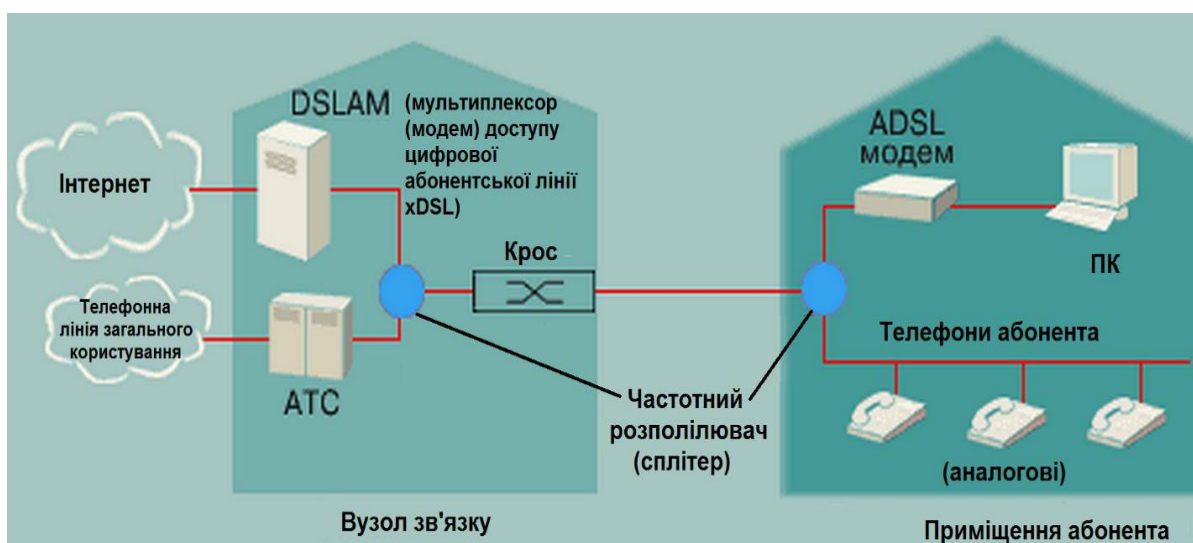 Інтернет
Телефонна
лінія загального
користування
DSLAM
(мультиплексор
(модем) доступу
цифрової
абонентської лінії
xDSL)
АТС
Крос
Частотний
розполілювач
(сплітер)
Вузол зв'язку
ADSL
модем
ПК
Телефони абонента
(аналогові)
Приміщення абонента